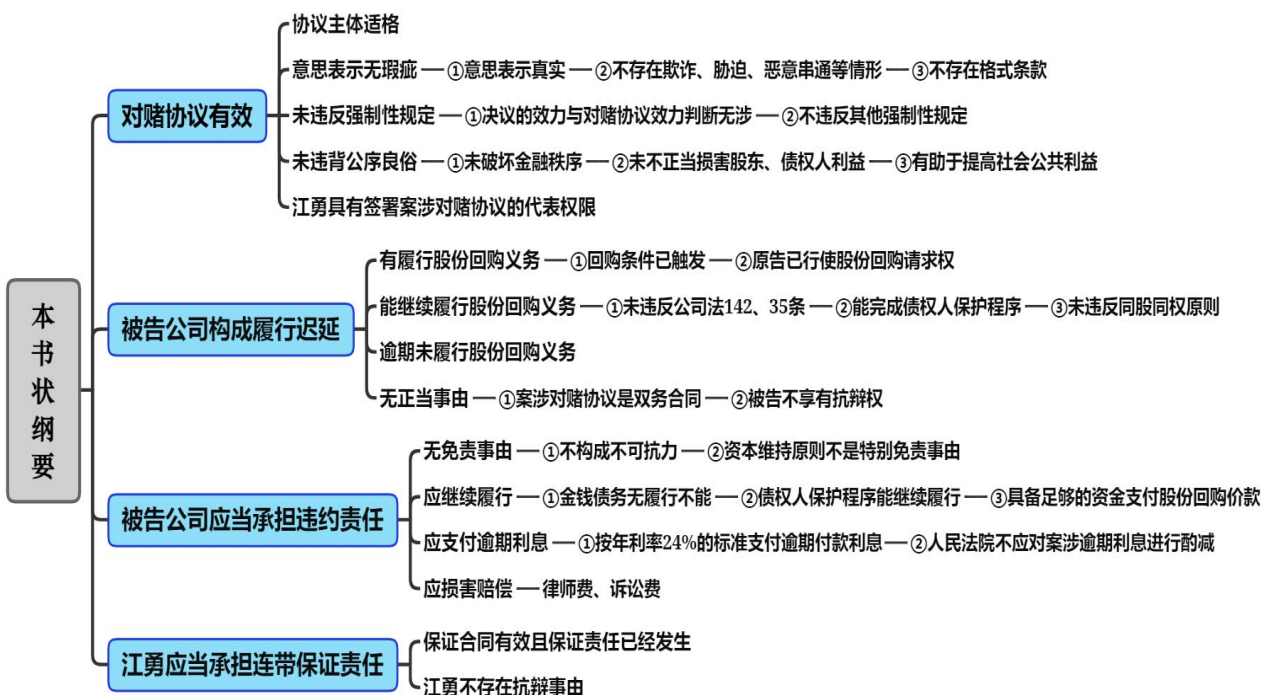 本书状纲要
对赌协议有效
协议主体适格
意思表示无瑕疵 — ①意思表示真实 — ②不存在欺诈、胁迫、恶意串通等情形 — ③不存在格式条款
未违反强制性规定 — ①决议的效力与对赌协议效力判断无涉 — ②不违反其他强制性规定
未违背公序良俗 — ①未破坏金融秩序 — ②未不正当损害股东、债权人利益 — ③有助于提高社会公共利益
江勇具有签署案涉对赌协议的代表权限
被告公司构成履行迟延
有履行股份回购义务 — ①回购条件已触发 — ②原告已行使股份回购请求权
能继续履行股份回购义务 — ①未违反公司法142、35条 — ②能完成债权人保护程序 — ③未违反同股同权原则
逾期未履行股份回购义务
无正当事由 — ①案涉对赌协议是双务合同 — ②被告不享有抗辩权
被告公司应当承担违约责任
无免责事由 — ①不构成不可抗力 — ②资本维持原则不是特别免责事由
应继续履行 — ①金钱债务无履行不能 — ②债权人保护程序能继续履行 — ③具备足够的资金支付股份回购价款
应支付逾期利息 — ①按年利率24%的标准支付逾期付款利息 — ②人民法院不应对案涉逾期利息进行酌减
应损害赔偿 — 律师费、诉讼费
江勇应当承担连带保证责任
保证合同有效且保证责任已经发生
江勇不存在抗辩事由